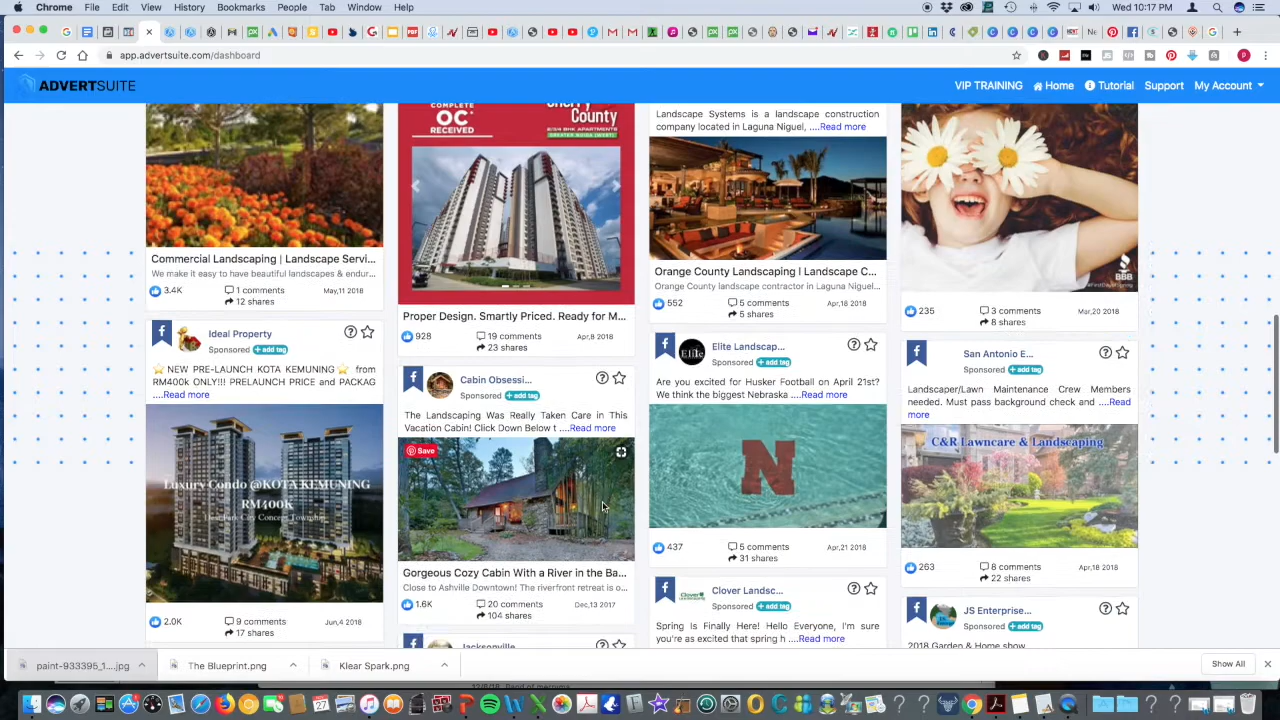 Chrome File Edit View History Bookmarks People Tab Window Help
Wed 10:17 PM
app.advertsuite.com/dashboard
ADVERTSUITE
VIP TRAINING Home Tutorial Support My Account
Commercial Landscaping | Landscape Servi...
We make it easy to have beautiful landscapes & endur...
3.4K
1 comments
12 shares
May,11 2018
Ideal Property
Sponsored + add tag
NEW PRE-LAUNCH KOTA KEMUNING from
RM400k ONLY!!! PRELAUNCH PRICE and PACKAG
....Read more
Luxury Condo @KOTA KEMUNING
RM400K
2.0K
9 comments
17 shares
Jun,4 2018
COMPLETE
OC
RECEIVED
Cherry
County
2/3/4 BHK APARTMENTS
Proper Design. Smartly Priced. Ready for M...
928
19 comments
23 shares
Apr,8 2018
Cabin Obsessi...
Sponsored + add tag
The Landscaping Was Really Taken Care in This
Vacation Cabin! Click Down Below t ....Read more
Save
Gorgeous Cozy Cabin With a River in the Ba...
Close to Ashville Downtown! The riverfront retreat is o...
1.6K
20 comments
104 shares
Dec,13 2017
Jacksonville
Landscape Systems is a landscape construction
company located in Laguna Niguel, ....Read more
Orange County Landscaping | Landscape C...
Orange County landscape contractor in Laguna Niguel...
552
5 comments
5 shares
Apr,18 2018
Elite Landscap...
Sponsored + add tag
Are you excited for Husker Football on April 21st?
We think the biggest Nebraska ....Read more
Elite
N
437
5 comments
31 shares
Apr,21 2018
Clover Landsc...
Sponsored + add tag
Spring Is Finally Here! Hello Everyone, I'm sure
you're as excited that spring h ....Read more
BBB
235
3 comments
8 shares
Mar,20 2018
San Antonio E...
Sponsored + add tag
Landscaper/Lawn Maintenance Crew Members
needed. Must pass background check and ....Read
more
C&R Lawncare & Landscaping
263
8 comments
22 shares
Apr,18 2018
JS Enterprise...
Sponsored + add tag
2018 Garden & Home show
paint-933395_1....jpg
The Blueprint.png
Klear Spark.png
Show All